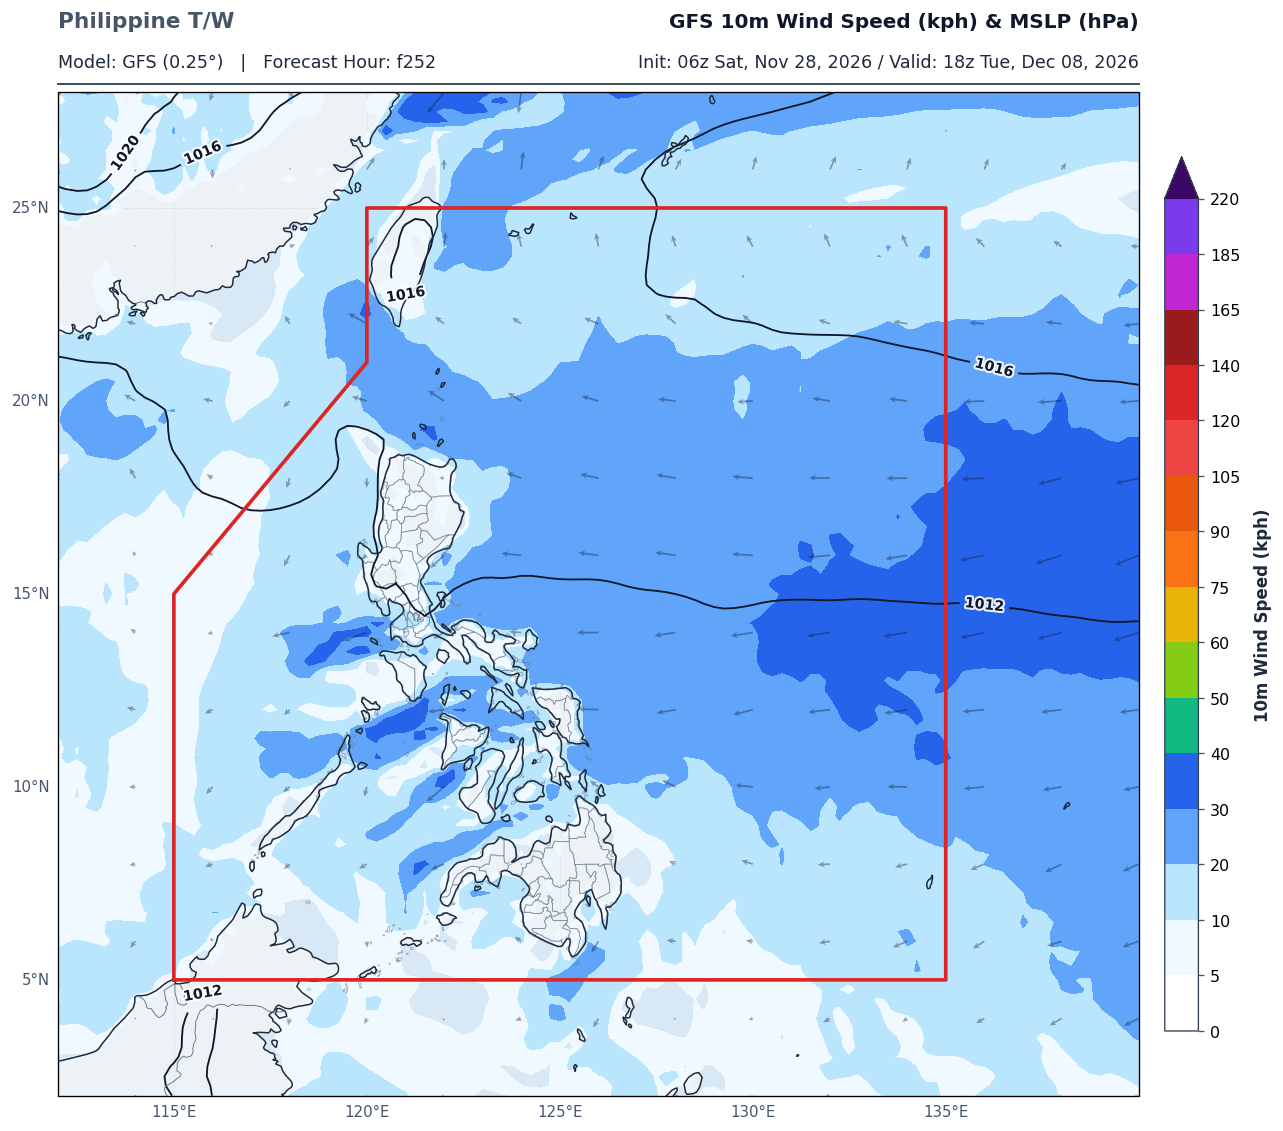 Philippine T/W
GFS 10m Wind Speed (kph) & MSLP (hPa)
Model: GFS (0.25°) | Forecast Hour: f252
Init: 06z Sat, Nov 28, 2026 / Valid: 18z Tue, Dec 08, 2026
1020
1016
1016
1016
1012
1012
25°N
20°N
15°N
10°N
5°N
115°E
120°E
125°E
130°E
135°E
220
185
165
140
120
105
90
75
60
50
40
30
20
10
5
0
10m Wind Speed (kph)